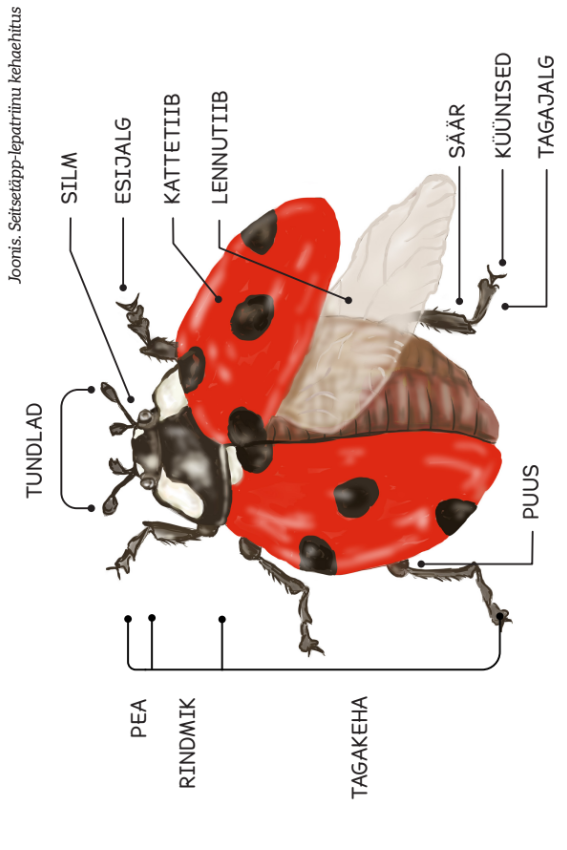 Joonis. Seitsetäpp-lepatriinu kehaehitus
TUNDLAD
SILM
ESIJALG
KATTETIIB
LENNUTIIB
SÄÄR
KÜÜNISED
TAGAJALG
PUUS
PEA
RINDMIK
TAGAKEHA